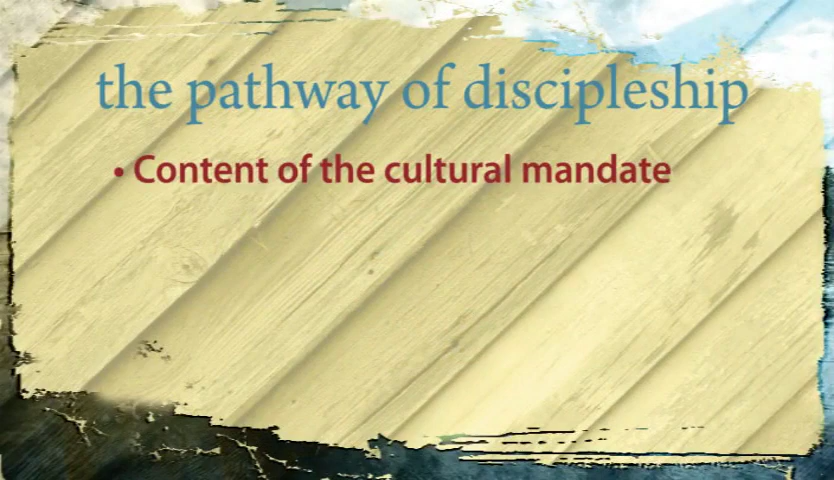 the pathway of discipleship
• Content of the cultural mandate